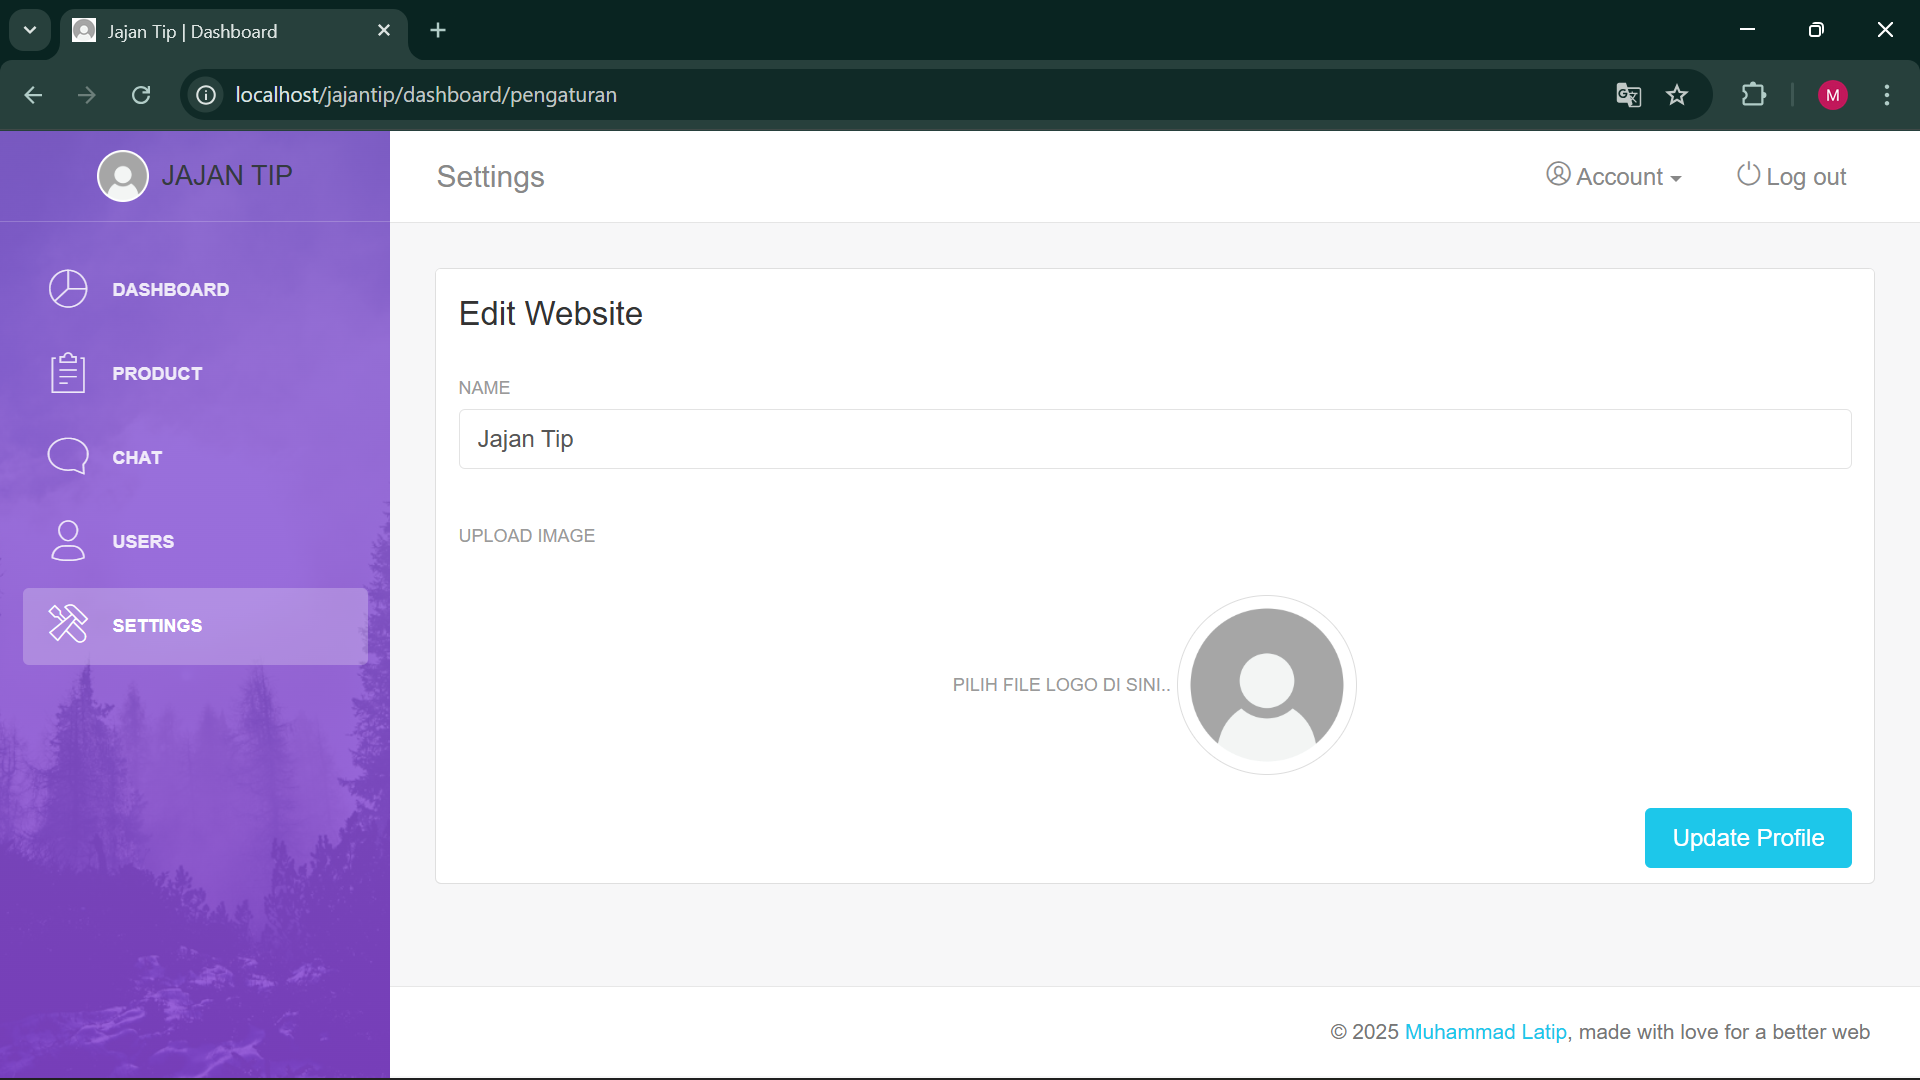 Jajan Tip | Dashboard
localhost/jajantip/dashboard/pengaturan
M
JAJAN TIP
Settings
Account
Log out
DASHBOARD
PRODUCT
CHAT
USERS
SETTINGS
Edit Website
NAME
Jajan Tip
UPLOAD IMAGE
PILIH FILE LOGO DI SINI..
Update Profile
© 2025 Muhammad Latip, made with love for a better web